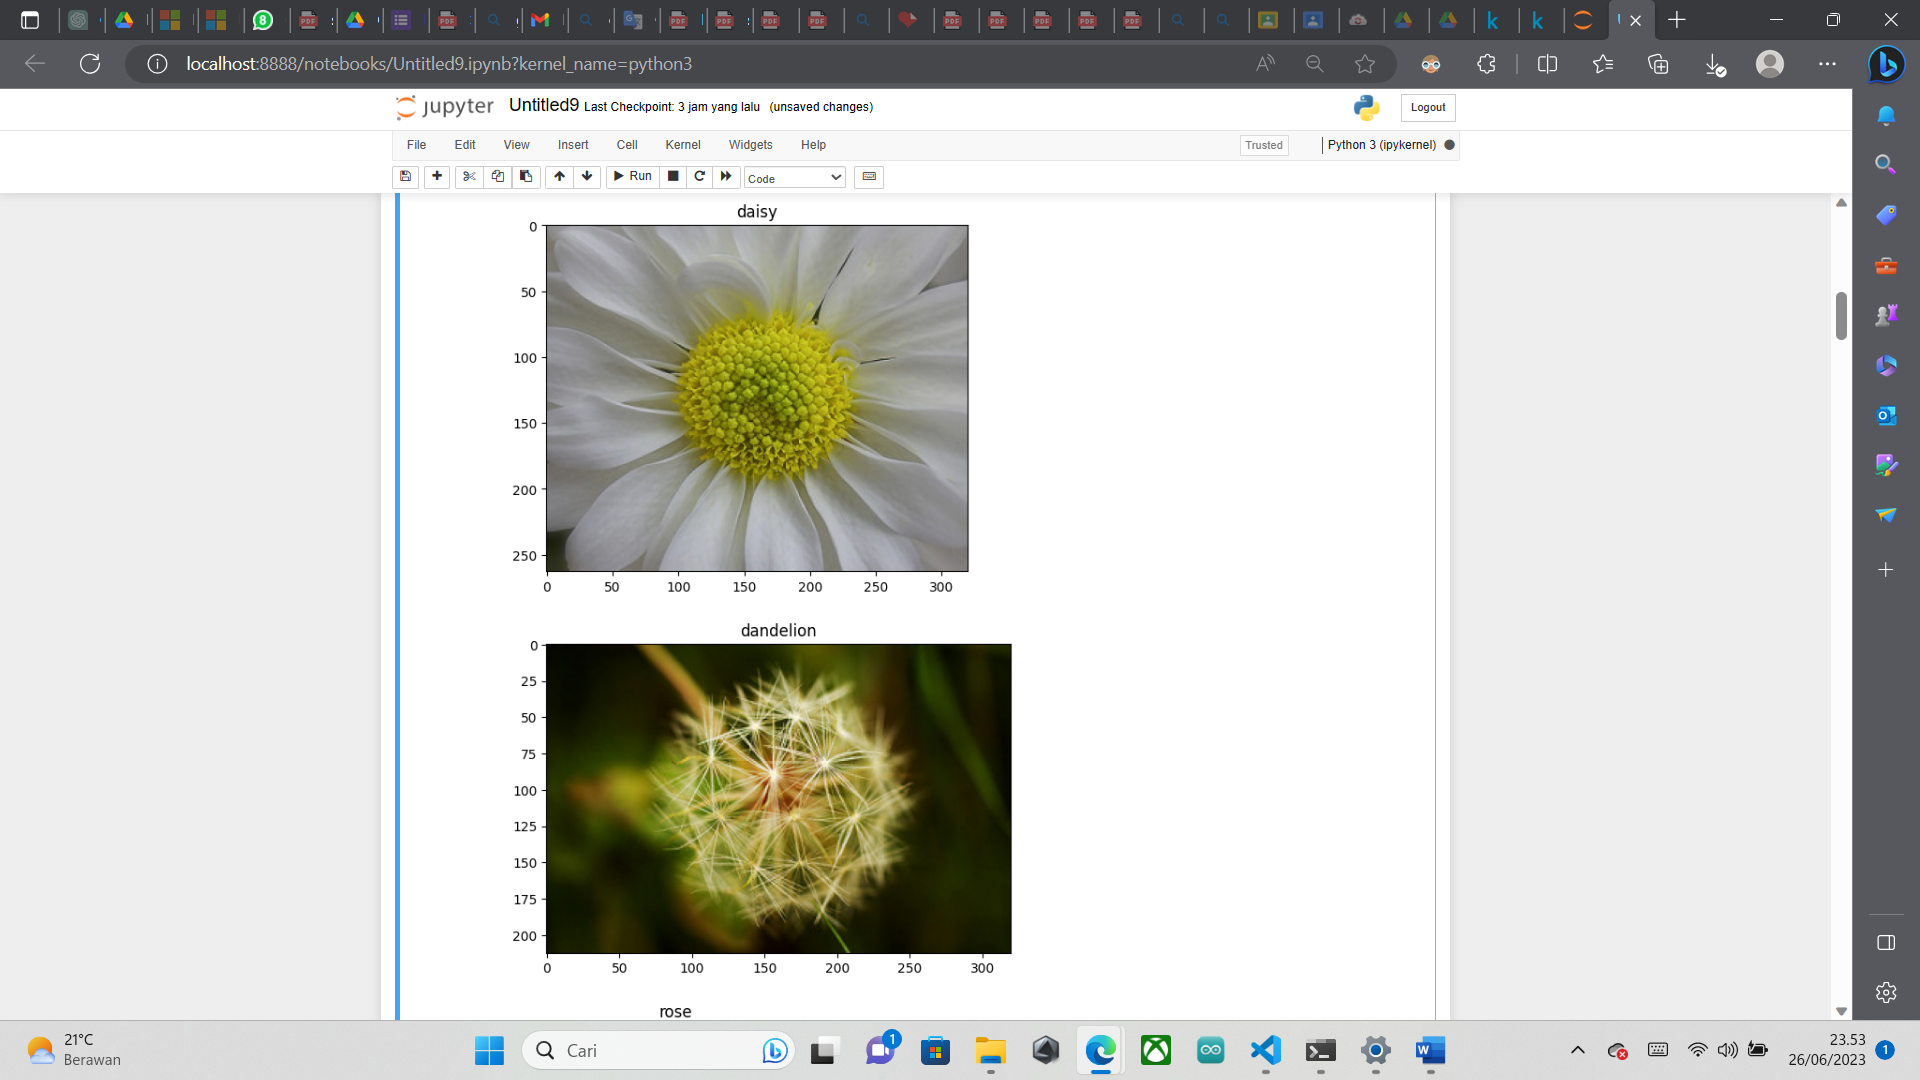 localhost:8888/notebooks/Untitled9.ipynb?kernel_name=python3
jupyter Untitled9 Last Checkpoint: 3 jam yang lalu (unsaved changes)
Logout
File Edit View Insert Cell Kernel Widgets Help
Trusted
Python 3 (ipykernel)
Run
Code
daisy
0
50
100
150
200
250
0 50 100 150 200 250 300
dandelion
0
25
50
75
100
125
150
175
200
0 50 100 150 200 250 300
rose
21°C
Berawan
Cari
1
23.53
26/06/2023
1